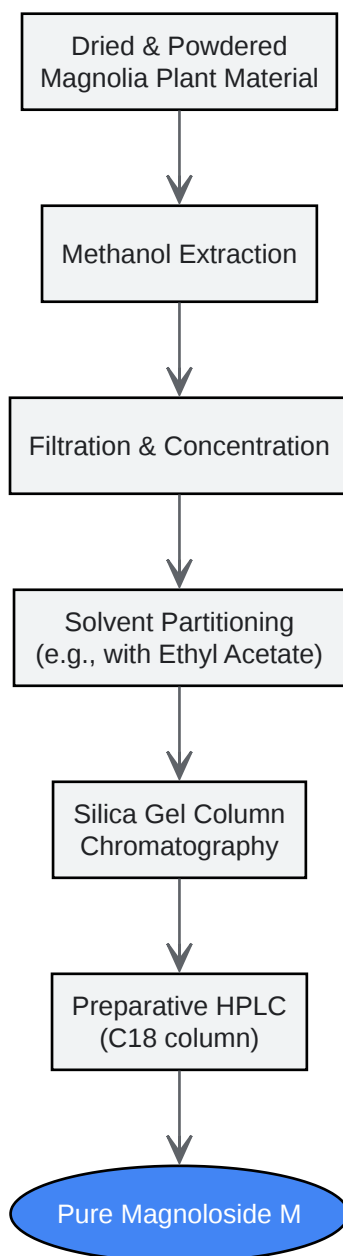 Dried & Powdered
Magnolia Plant Material
Methanol Extraction
Filtration & Concentration
Solvent Partitioning
(e.g., with Ethyl Acetate)
Silica Gel Column
Chromatography
Preparative HPLC
(C18 column)
Pure Magnoloside M